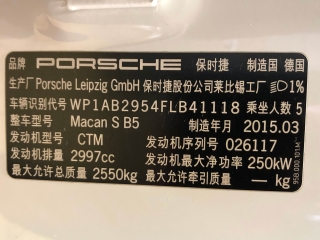 品牌 PORSCHE 保时捷 制造国 德国
生产厂 Porsche Leipzig GmbH 保时捷股份公司莱比锡工厂 1%
车辆识别代号 WP1AB2954FLB41118 乘坐人数 5
整车型号 Macan S B5 制造年月 2015.03
发动机型号 CTM 发动机序列号 026117
发动机排量 2997cc 发动机最大净功率 250kW
最大允许总质量 2550kg 最大允许牵引质量 — kg
958.000.101.M